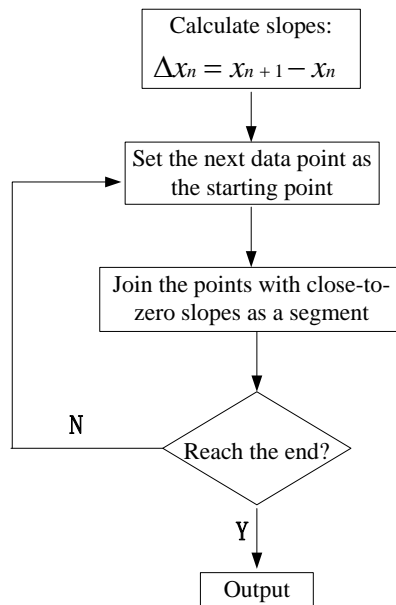 Calculate slopes:
Δxₙ = xₙ ₊ ₁ − xₙ
Set the next data point as
the starting point
Join the points with close-to-
zero slopes as a segment
N
Reach the end?
Y
Output